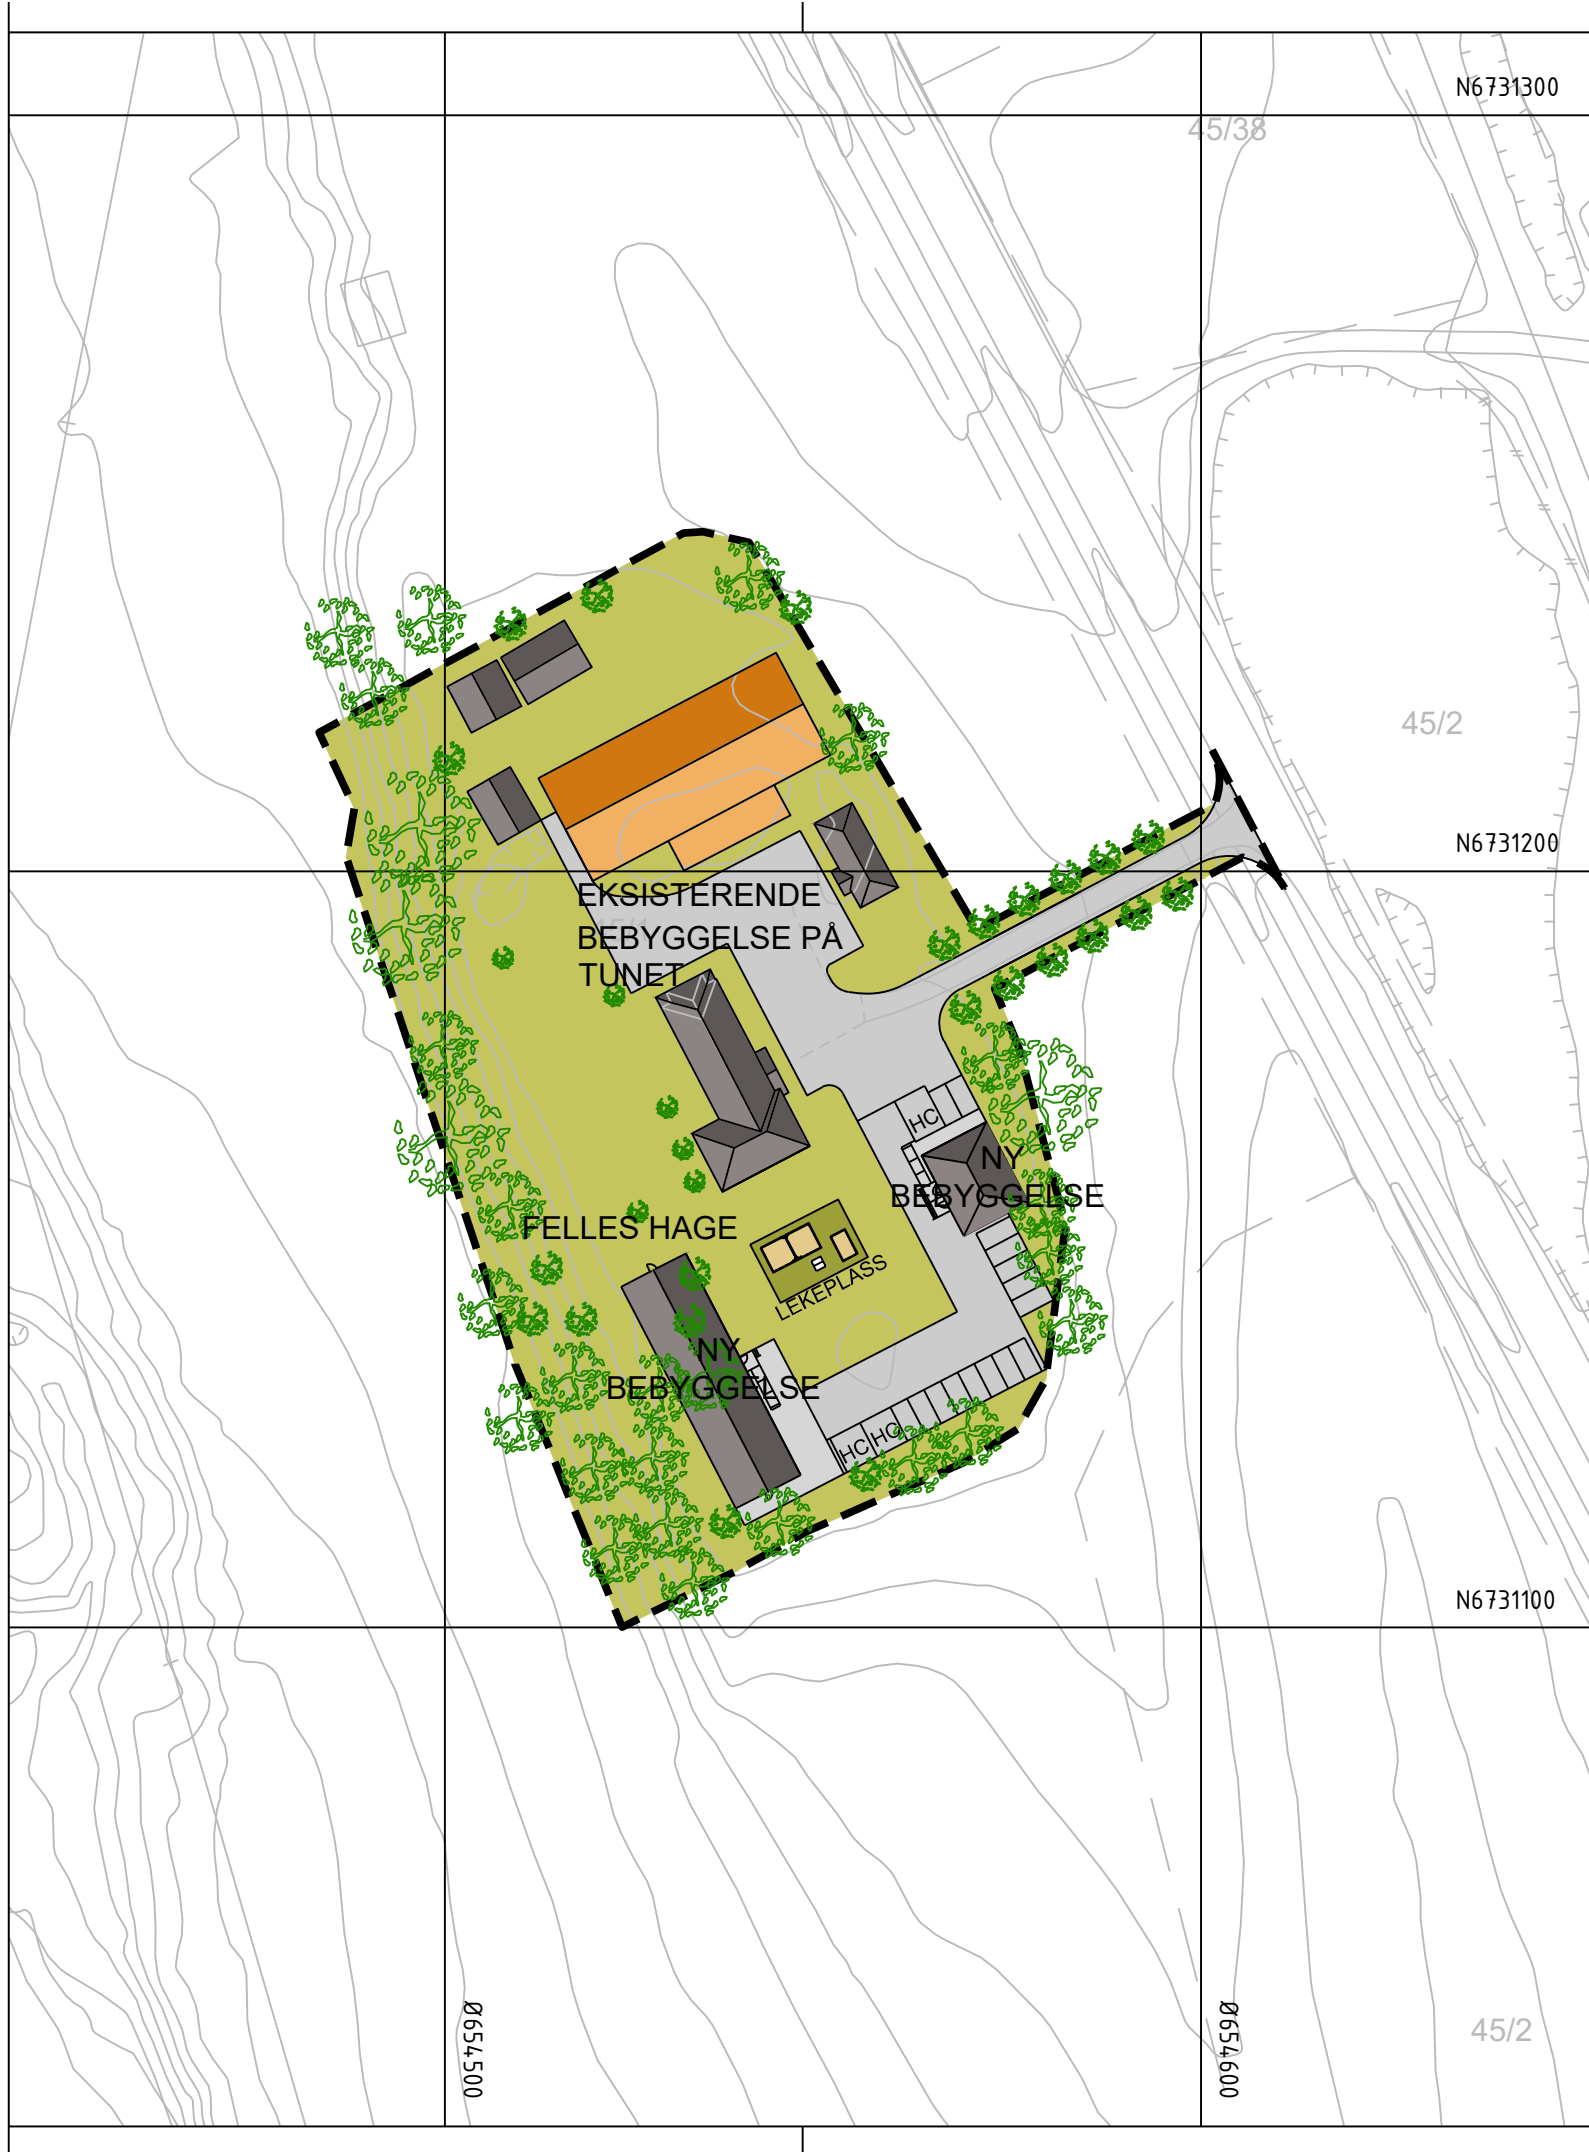 N6731300
45/38
45/2
N6731200
EKSISTERENDE
BEBYGGELSE PÅ
TUNET
HC
NY
BEBYGGELSE
FELLES HAGE
LEKEPLASS
NY
BEBYGGELSE
HC
HC
N6731100
Ø654500
Ø654600
45/2